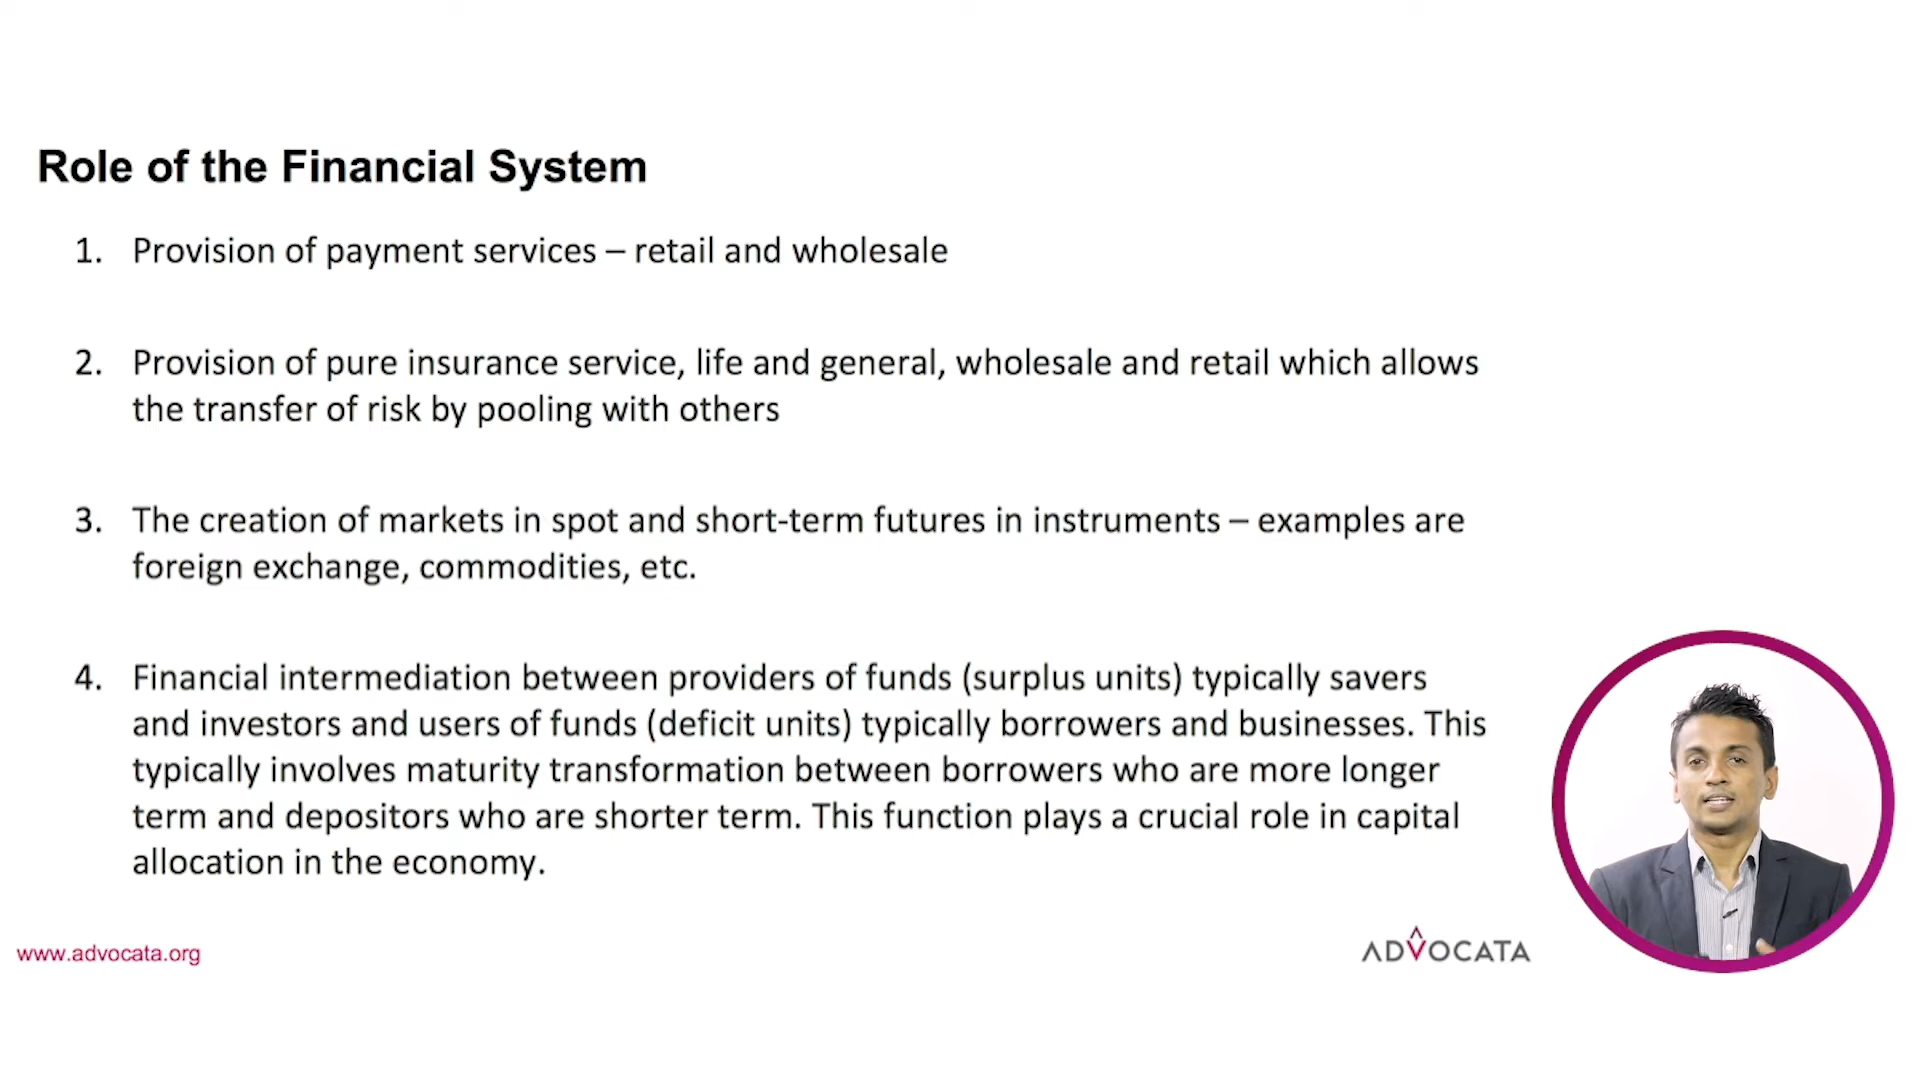 Role of the Financial System
1. Provision of payment services – retail and wholesale
2. Provision of pure insurance service, life and general, wholesale and retail which allows
the transfer of risk by pooling with others
3. The creation of markets in spot and short-term futures in instruments – examples are
foreign exchange, commodities, etc.
4. Financial intermediation between providers of funds (surplus units) typically savers
and investors and users of funds (deficit units) typically borrowers and businesses. This
typically involves maturity transformation between borrowers who are more longer
term and depositors who are shorter term. This function plays a crucial role in capital
allocation in the economy.
www.advocata.org
ADVOCATA